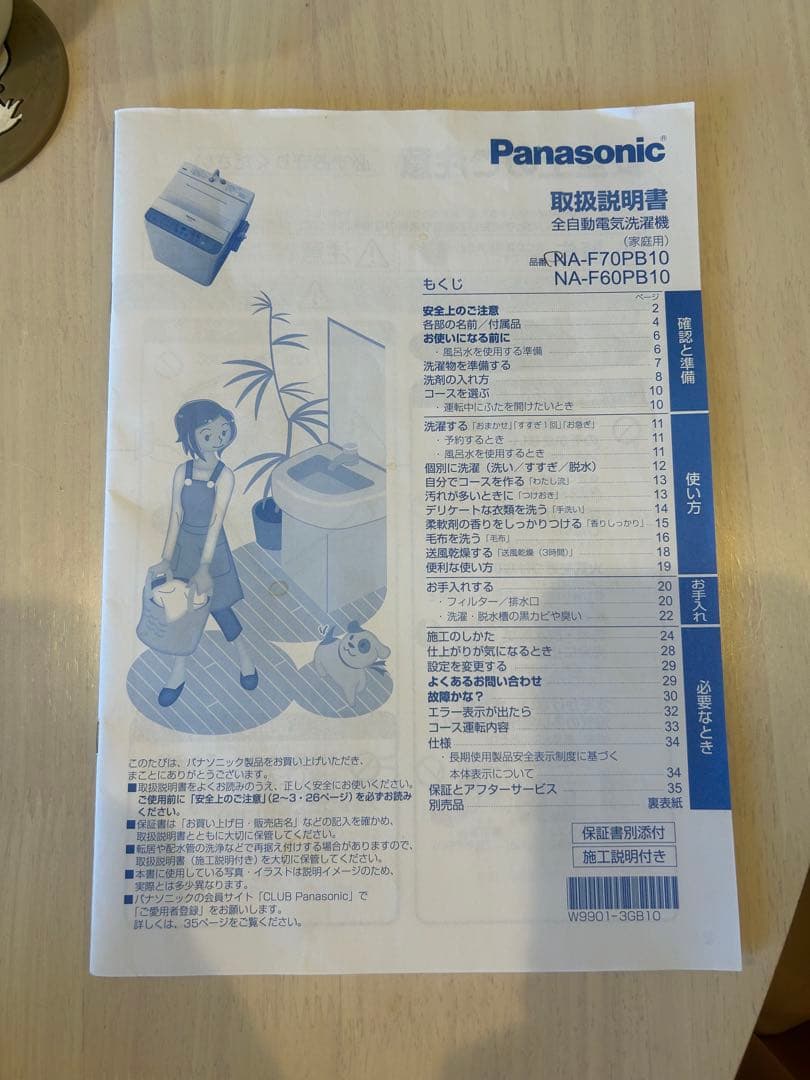 Panasonic®
取扱説明書
全自動電気洗濯機
(家庭用)
品番 NA-F70PB10
NA-F60PB10
もくじ
ページ
安全上のご注意 2
各部の名前／付属品 4
お使いになる前に 6
・風呂水を使用する準備 6
洗濯物を準備する 7
洗剤の入れ方 8
コースを選ぶ 10
・運転中にふたを開けたいとき 10
確認と準備
洗濯する「おまかせ」「すすぎ1回」「お急ぎ」 11
・予約するとき 11
・風呂水を使用するとき 11
個別に洗濯（洗い／すすぎ／脱水） 12
自分でコースを作る「わたし流」 13
汚れが多いときに「つけおき」 13
デリケートな衣類を洗う「手洗い」 14
柔軟剤の香りをしっかりつける「香りしっかり」 15
毛布を洗う「毛布」 16
送風乾燥する「送風乾燥（3時間）」 18
便利な使い方 19
使い方
お手入れする 20
・フィルター／排水口 20
・洗濯・脱水槽の黒カビや臭い 22
お手入れ
施工のしかた 24
仕上がりが気になるとき 28
設定を変更する 29
よくあるお問い合わせ 29
故障かな？ 30
エラー表示が出たら 32
コース運転内容 33
仕様 34
・長期使用製品安全表示制度に基づく
本体表示について 34
保証とアフターサービス 35
別売品 裏表紙
必要なとき
このたびは、パナソニック製品をお買い上げいただき、
まことにありがとうございます。
■取扱説明書をよくお読みのうえ、正しく安全にお使いください。
ご使用前に「安全上のご注意」(2〜3・26ページ)を必ずお読み
ください。
■保証書は「お買い上げ日・販売店名」などの記入を確かめ、
取扱説明書とともに大切に保管してください。
■転居や配水管の洗浄などで再据え付けする場合がありますので、
取扱説明書（施工説明付き）を大切に保管してください。
■本書に使用している写真・イラストは説明イメージのため、
実際とは多少異なります。
■パナソニックの会員サイト「CLUB Panasonic」で
「ご愛用者登録」をお願いします。
詳しくは、35ページをご覧ください。
保証書別添付
施工説明付き
W9901-3GB10